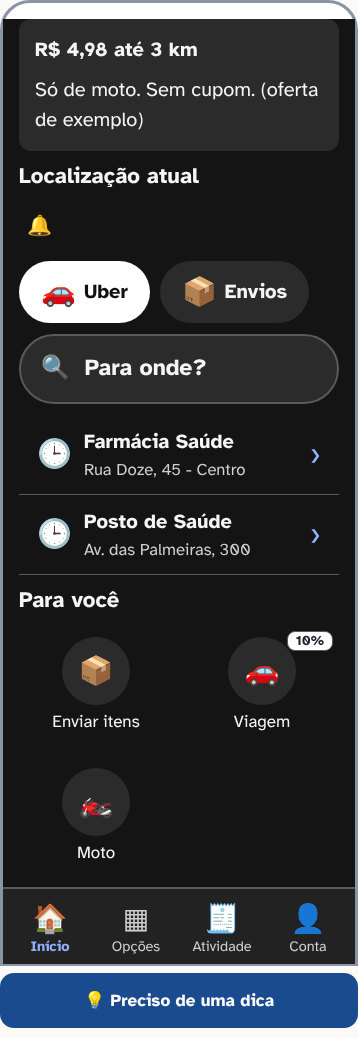 R$ 4,98 até 3 km
Só de moto. Sem cupom. (oferta
de exemplo)
Localização atual
Uber
Envios
Para onde?
Farmácia Saúde
Rua Doze, 45 - Centro
Posto de Saúde
Av. das Palmeiras, 300
Para você
10%
Enviar itens
Viagem
Moto
Início
Opções
Atividade
Conta
Preciso de uma dica